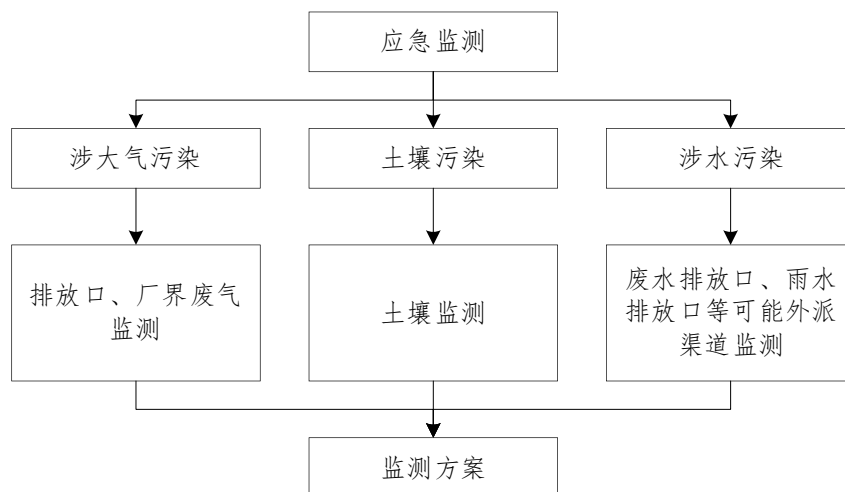 应急监测
涉大气污染
土壤污染
涉水污染
排放口、厂界废气
监测
土壤监测
废水排放口、雨水
排放口等可能外派
渠道监测
监测方案